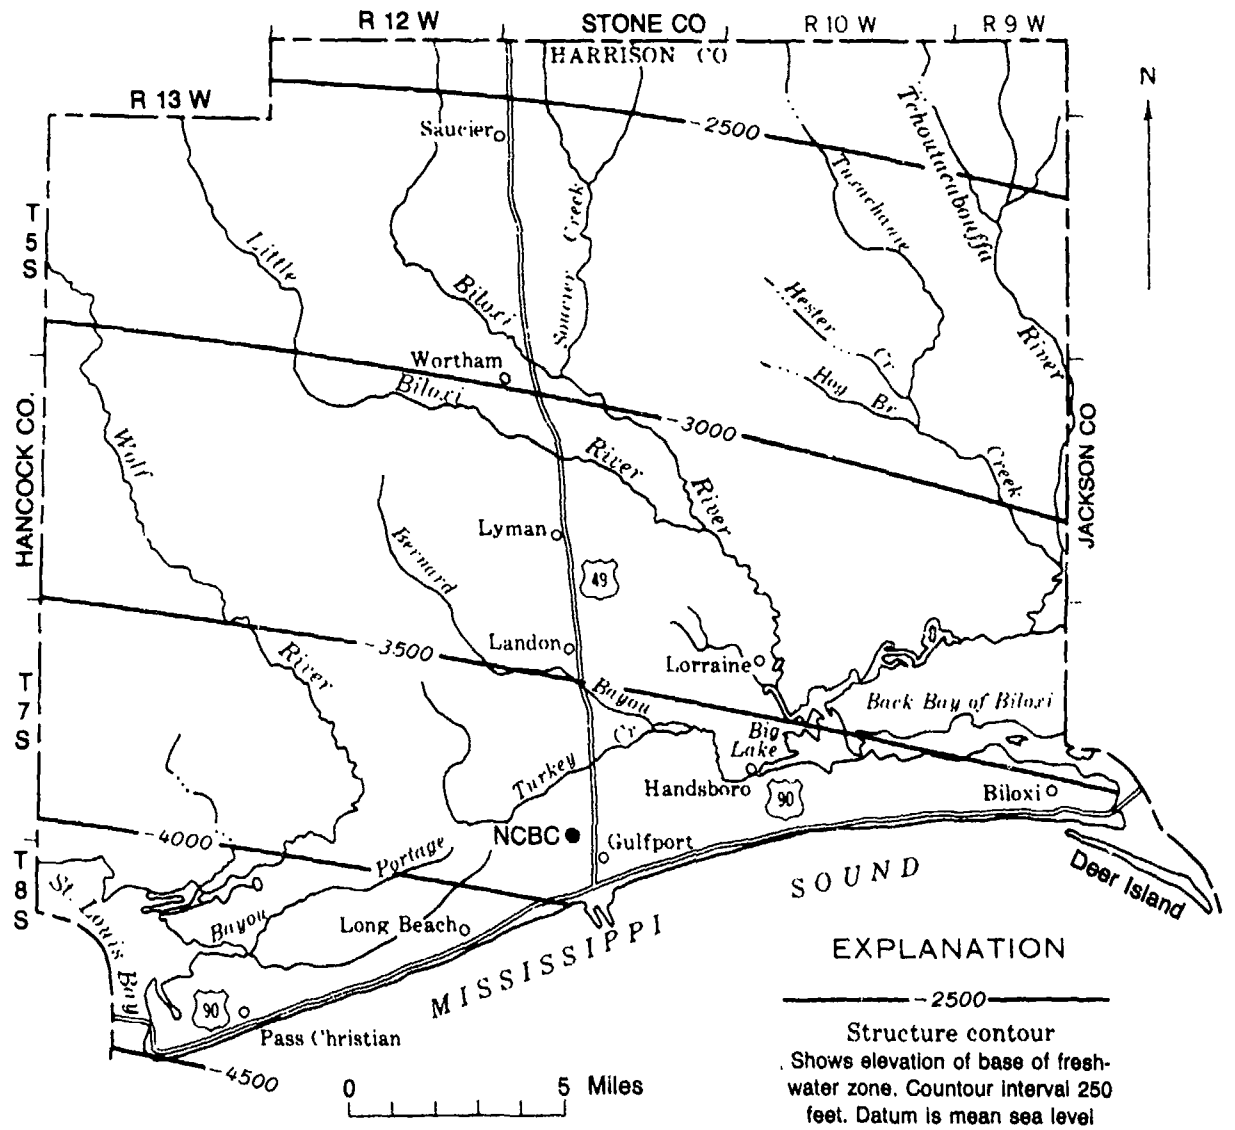 R 12 W
STONE CO
R 10 W
R 9 W
HARRISON CO
R 13 W
N
-2500
Saucier
Tchoutacabouffa
River
Tuxachanie
Creek
T
5
S
Little
Biloxi
River
Biloxi
River
Saucier Creek
Hester
Cr
Hog Br
Wortham
-3000
HANCOCK CO.
JACKSON CO
Wolf
River
Lyman
49
Bernard
Bayou
Landon
-3500
Lorraine
Back Bay of Biloxi
T
7
S
Big
Lake
Turkey Cr
Handsboro
90
Biloxi
NCBC
Gulfport
-4000
Portage
Bayou
T
8
S
St. Louis Bay
Long Beach
MISSISSIPPI SOUND
Deer Island
90
Pass Christian
-4500
0 5 Miles
EXPLANATION
-2500
Structure contour
Shows elevation of base of fresh-
water zone. Countour interval 250
feet. Datum is mean sea level